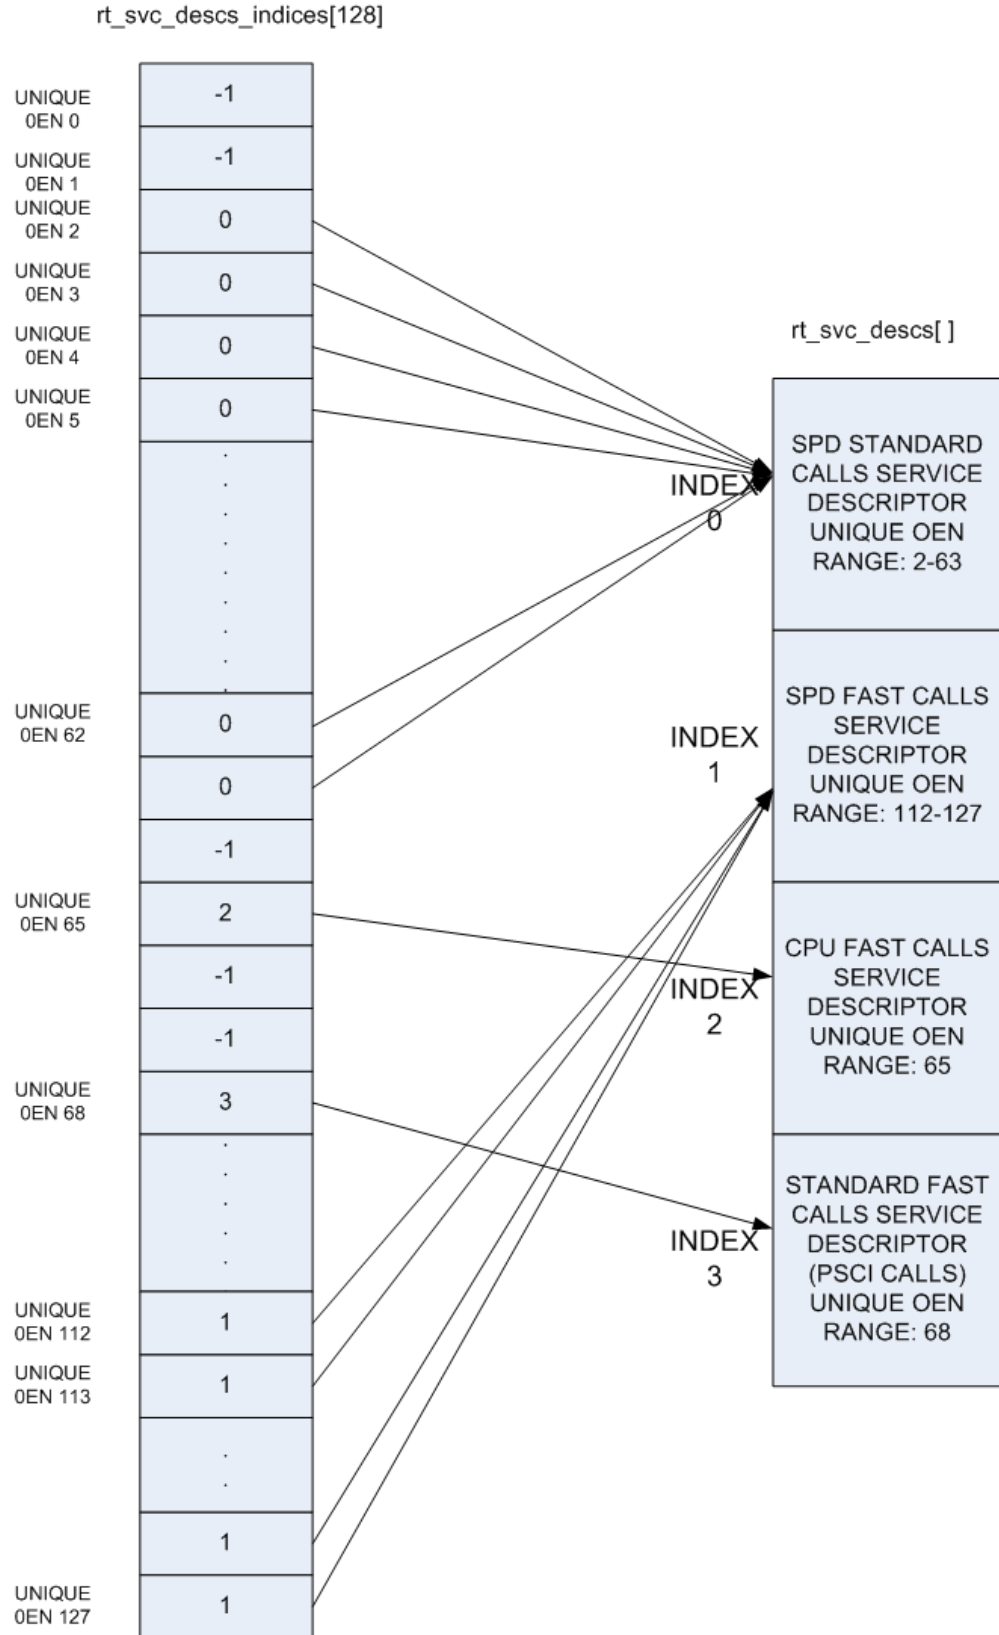 rt_svc_descs_indices[128]
UNIQUE
0EN 0
-1
UNIQUE
0EN 1
-1
UNIQUE
0EN 2
0
UNIQUE
0EN 3
0
UNIQUE
0EN 4
0
UNIQUE
0EN 5
0
UNIQUE
0EN 62
0
0
-1
UNIQUE
0EN 65
2
-1
-1
UNIQUE
0EN 68
3
UNIQUE
0EN 112
1
UNIQUE
0EN 113
1
1
UNIQUE
0EN 127
1
rt_svc_descs[ ]
INDEX
0
SPD STANDARD
CALLS SERVICE
DESCRIPTOR
UNIQUE OEN
RANGE: 2-63
INDEX
1
SPD FAST CALLS
SERVICE
DESCRIPTOR
UNIQUE OEN
RANGE: 112-127
INDEX
2
CPU FAST CALLS
SERVICE
DESCRIPTOR
UNIQUE OEN
RANGE: 65
INDEX
3
STANDARD FAST
CALLS SERVICE
DESCRIPTOR
(PSCI CALLS)
UNIQUE OEN
RANGE: 68